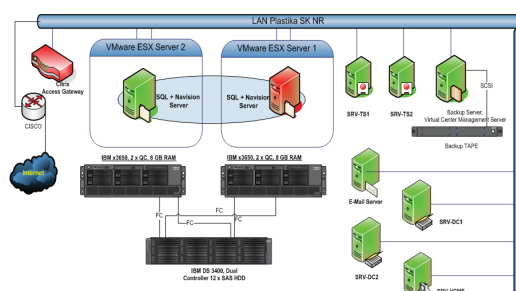 LAN Plastika SK NR
VMware ESX Server 2
VMware ESX Server 1
Citrix
Access Gateway
SQL + Navision
Server
SQL + Navision
Server
CISCO
Internet
SRV-TS1
SRV-TS2
SCSI
Backup Server,
Virtual Center Management Server
Backup TAPE
IBM x3650, 2 x QC, 8 GB RAM
IBM x3650, 2 x QC, 8 GB RAM
FC
FC
FC
FC
IBM DS 3400, Dual
Controller 12 x SAS HDD
E-Mail Server
SRV-DC1
SRV-DC2